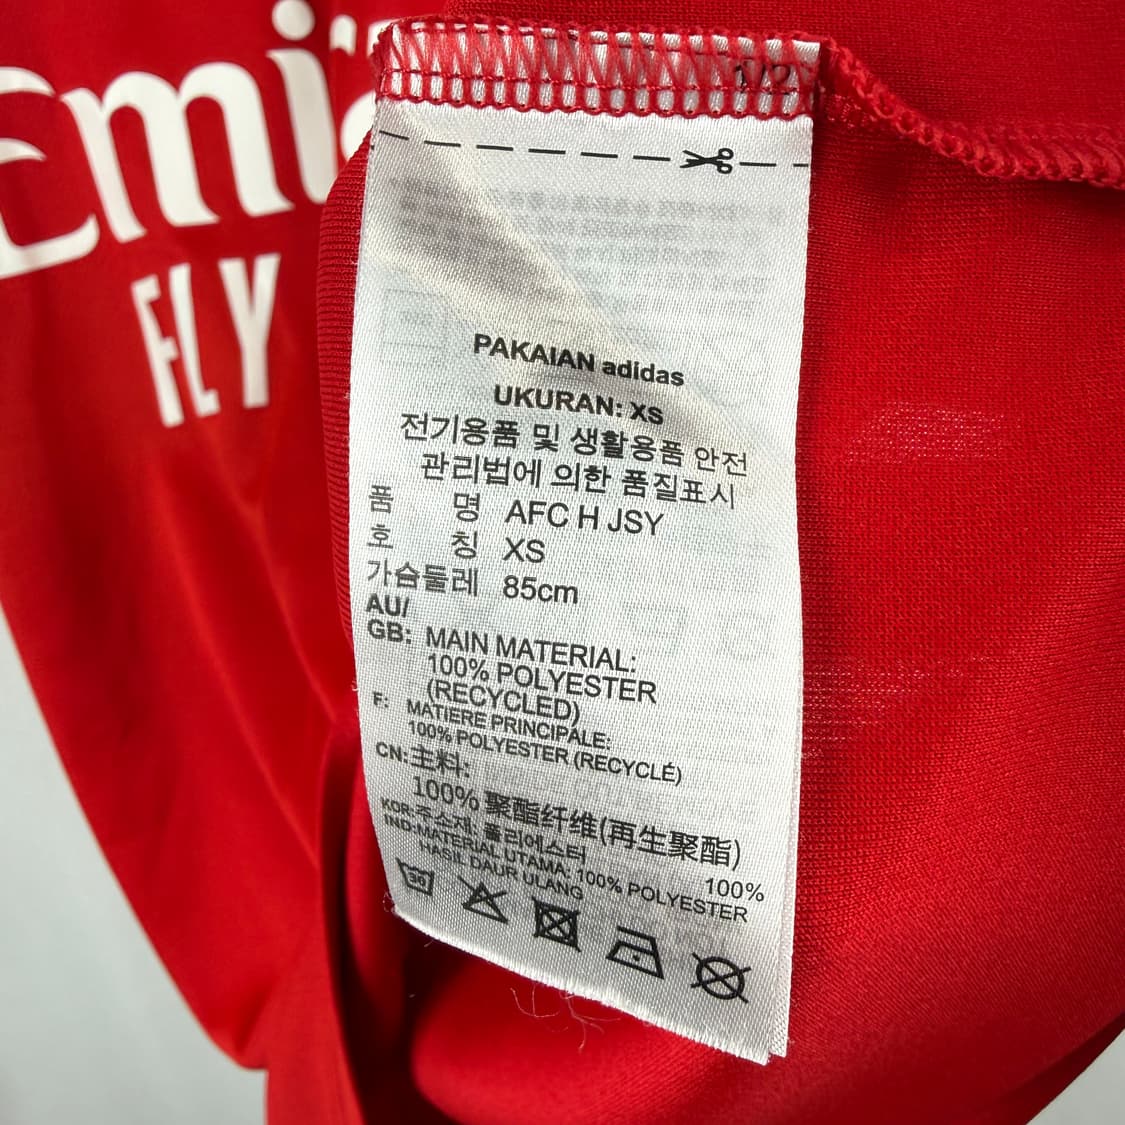 Emi
FLY
1/2
PAKAIAN adidas
UKURAN: XS
전기용품 및 생활용품 안전
관리법에 의한 품질표시
품 명 AFC H JSY
호 칭 XS
가슴둘레 85cm
AU/
GB: MAIN MATERIAL:
100% POLYESTER
(RECYCLED)
F: MATIERE PRINCIPALE:
100% POLYESTER (RECYCLÉ)
CN:主料:
100% 聚酯纤维(再生聚酯)
KOR:주소재: 폴리에스터 100%
IND:MATERIAL UTAMA: 100% POLYESTER
HASIL DAUR ULANG
30